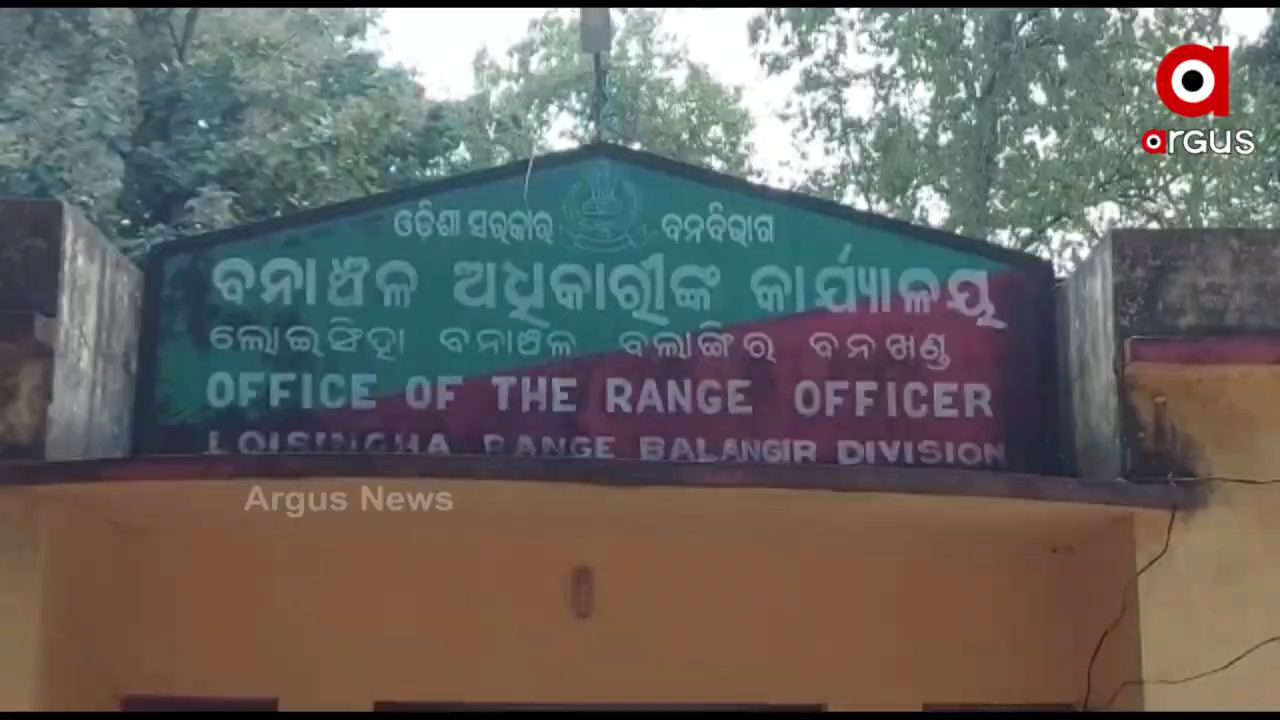 argus
ଓଡ଼ିଶା ସରକାର ବନବିଭାଗ
ବନାଞ୍ଚଳ ଅଧିକାରୀଙ୍କ କାର୍ଯ୍ୟାଳୟ
ଲୋଇସିଂହା ବନାଞ୍ଚଳ ବଲାଙ୍ଗିର ବନଖଣ୍ଡ
OFFICE OF THE RANGE OFFICER
LOISINGHA RANGE BALANGIR DIVISION
Argus News